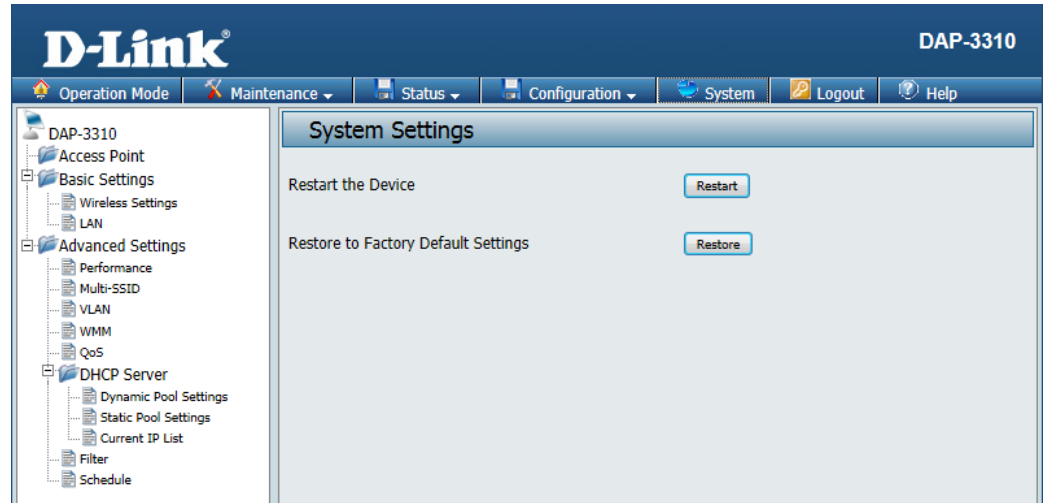 D-Link®
DAP-3310
Operation Mode
Maintenance
Status
Configuration
System
Logout
Help
DAP-3310
Access Point
Basic Settings
Wireless Settings
LAN
Advanced Settings
Performance
Multi-SSID
VLAN
WMM
QoS
DHCP Server
Dynamic Pool Settings
Static Pool Settings
Current IP List
Filter
Schedule
System Settings
Restart the Device
Restart
Restore to Factory Default Settings
Restore